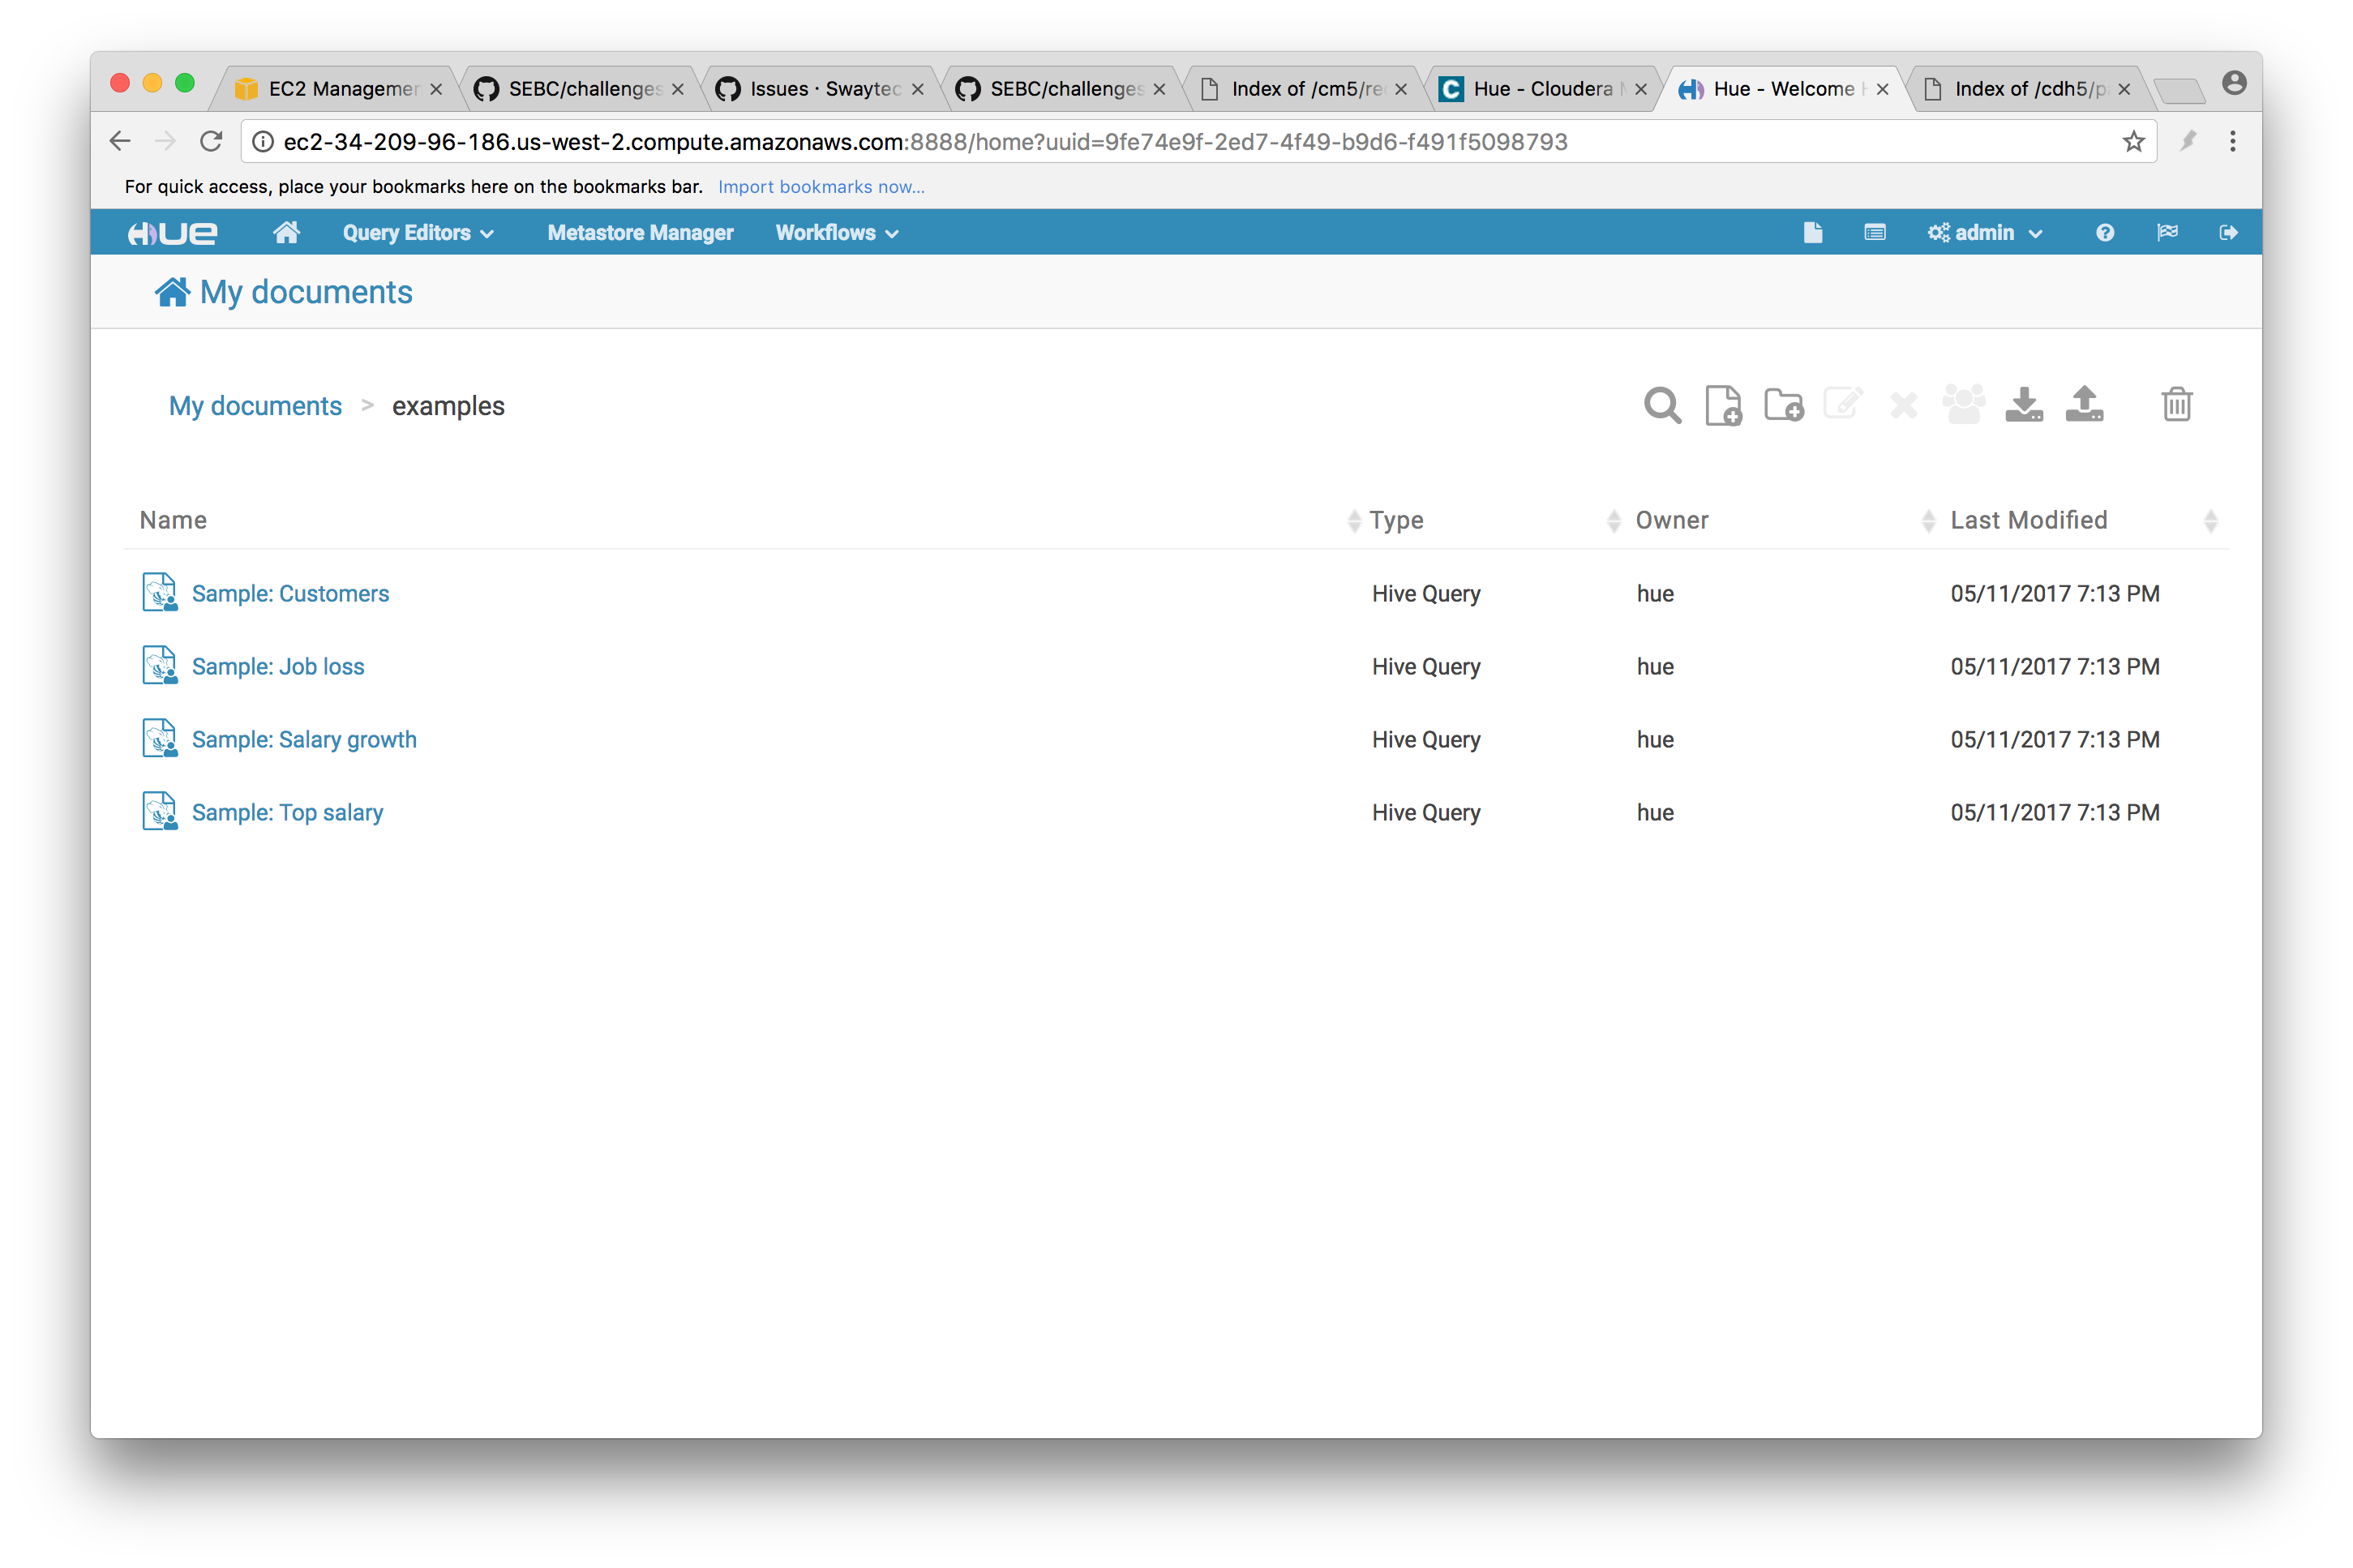 EC2 Managemen SEBC/challenges Issues · Swaytec SEBC/challenges Index of /cm5/re Hue - Cloudera M Hue - Welcome H Index of /cdh5/p
ec2-34-209-96-186.us-west-2.compute.amazonaws.com:8888/home?uuid=9fe74e9f-2ed7-4f49-b9d6-f491f5098793
For quick access, place your bookmarks here on the bookmarks bar. Import bookmarks now...
HUE Query Editors Metastore Manager Workflows admin
My documents
My documents > examples
Name Type Owner Last Modified
Sample: Customers Hive Query hue 05/11/2017 7:13 PM
Sample: Job loss Hive Query hue 05/11/2017 7:13 PM
Sample: Salary growth Hive Query hue 05/11/2017 7:13 PM
Sample: Top salary Hive Query hue 05/11/2017 7:13 PM